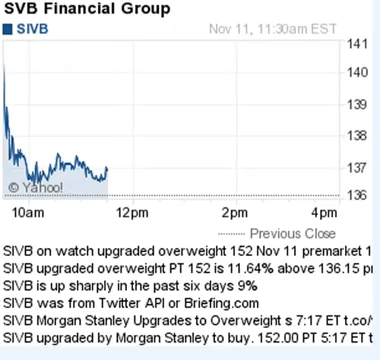 SVB Financial Group
SIVB
Nov 11, 11:30am EST
141
140
139
138
137
136
© Yahoo!
10am
12pm
2pm
4pm
Previous Close
SIVB on watch upgraded overweight 152 Nov 11 premarket 1
SIVB upgraded overweight PT 152 is 11.64% above 136.15 pr
SIVB is up sharply in the past six days 9%
SIVB was from Twitter API or Briefing.com
SIVB Morgan Stanley Upgrades to Overweight s 7:17 ET t.co/
SIVB upgraded by Morgan Stanley to buy. 152.00 PT 5:17 ET t